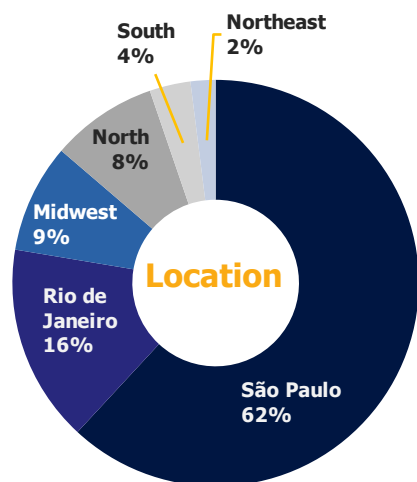 Northeast
2%
South
4%
North
8%
Midwest
9%
Location
Rio de
Janeiro
16%
São Paulo
62%